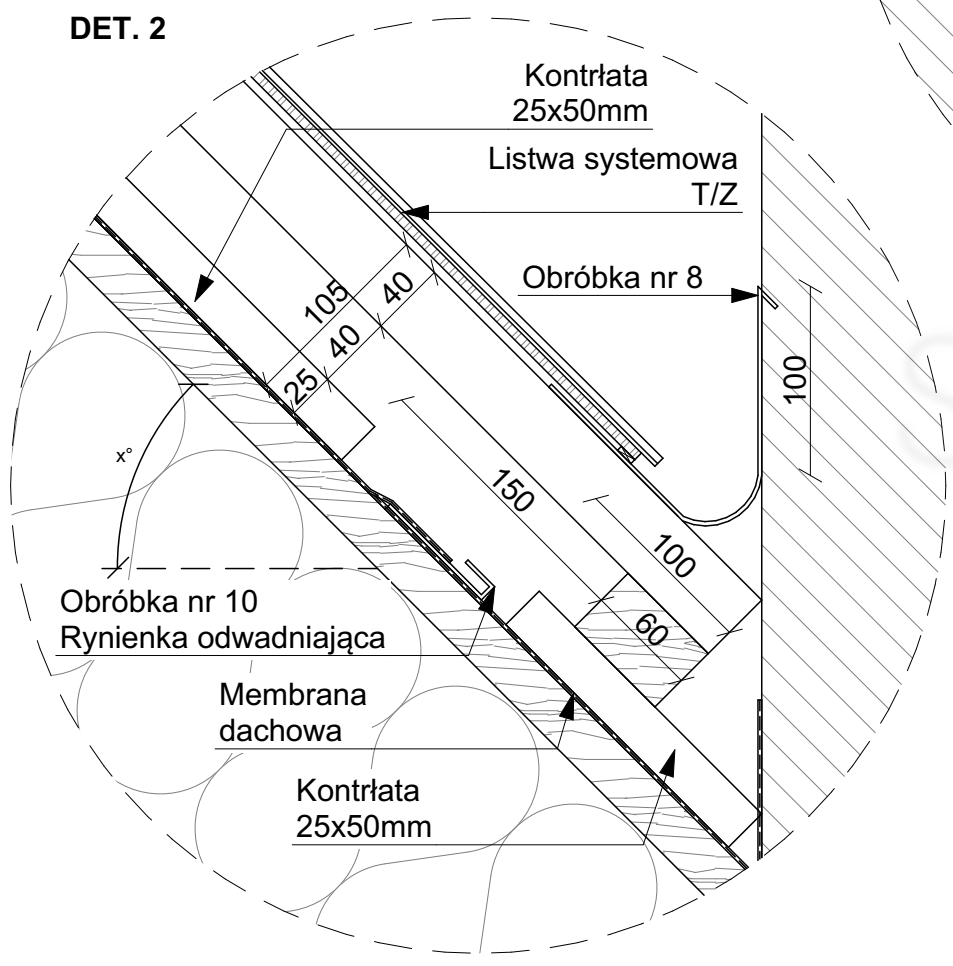 DET. 2
Kontrłata
25x50mm
Listwa systemowa
T/Z
Obróbka nr 8
105
40
40
25
100
x°
150
100
60
Obróbka nr 10
Rynienka odwadniająca
Membrana
dachowa
Kontrłata
25x50mm